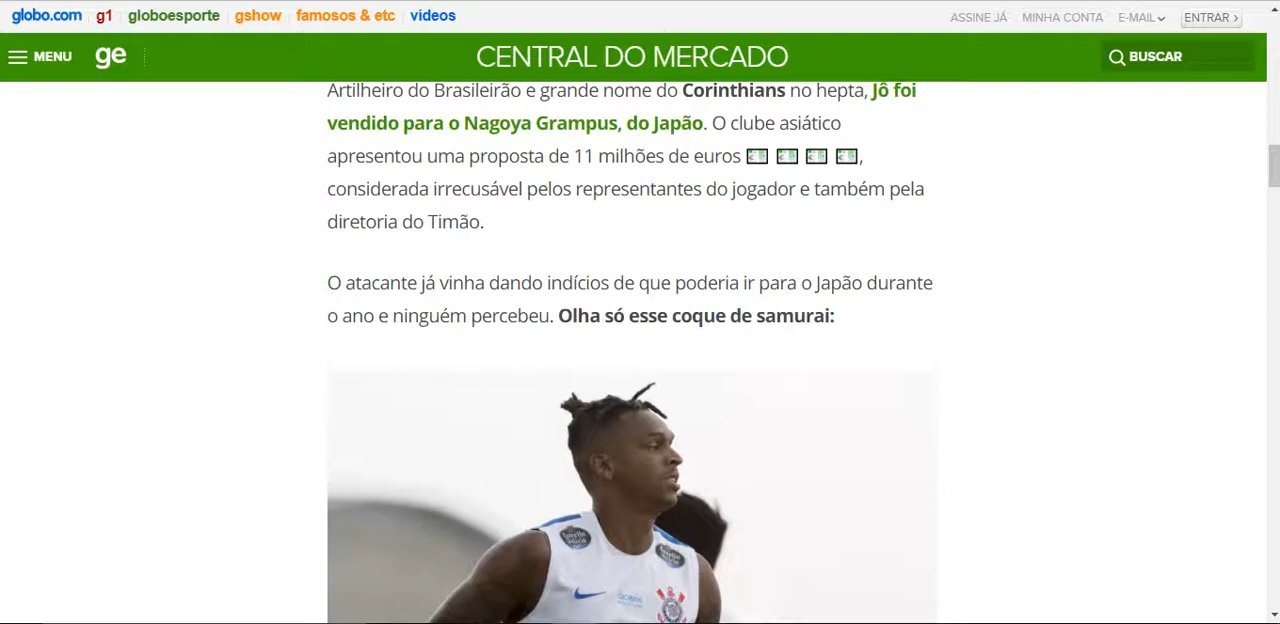 globo.com g1 globoesporte gshow famosos & etc vídeos ASSINE JÁ MINHA CONTA E-MAIL ENTRAR
MENU ge CENTRAL DO MERCADO BUSCAR
Artilheiro do Brasileirão e grande nome do Corinthians no hepta, Jô foi
vendido para o Nagoya Grampus, do Japão. O clube asiático
apresentou uma proposta de 11 milhões de euros 💶 💶 💶 💶,
considerada irrecusável pelos representantes do jogador e também pela
diretoria do Timão.
O atacante já vinha dando indícios de que poderia ir para o Japão durante
o ano e ninguém percebeu. Olha só esse coque de samurai: